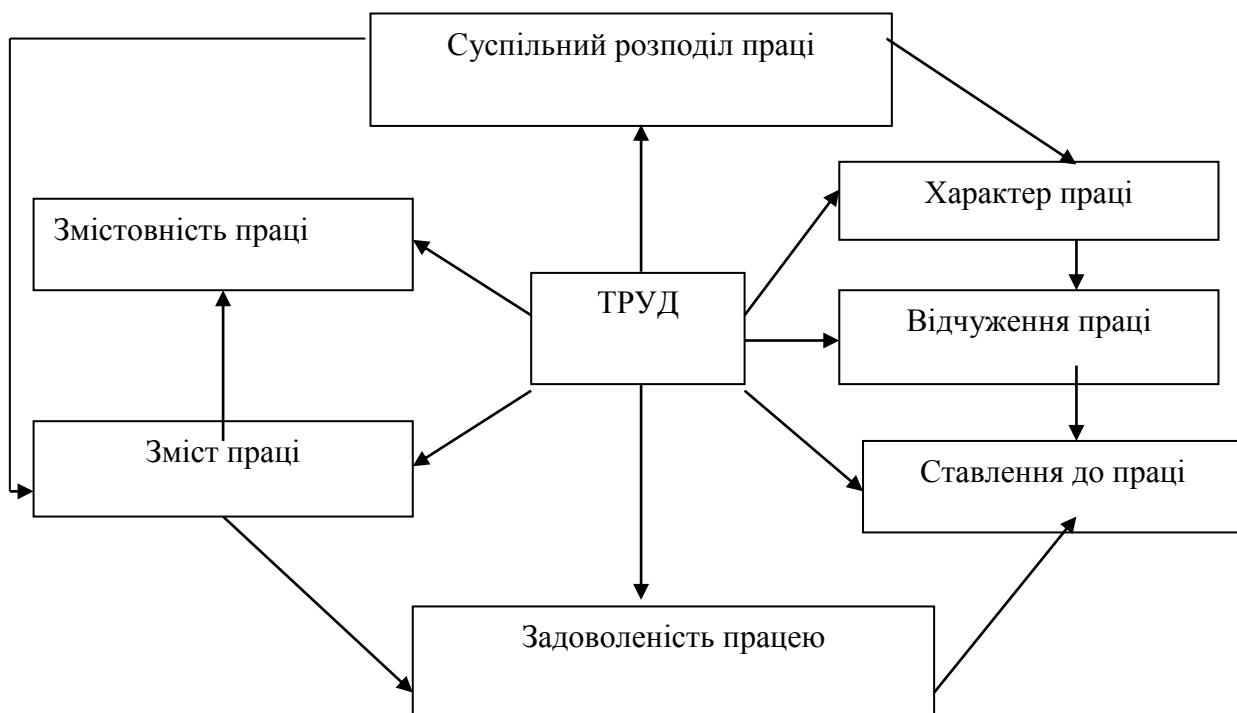 Суспільний розподіл праці
Характер праці
Змістовність праці
ТРУД
Відчуження праці
Зміст праці
Ставлення до праці
Задоволеність працею